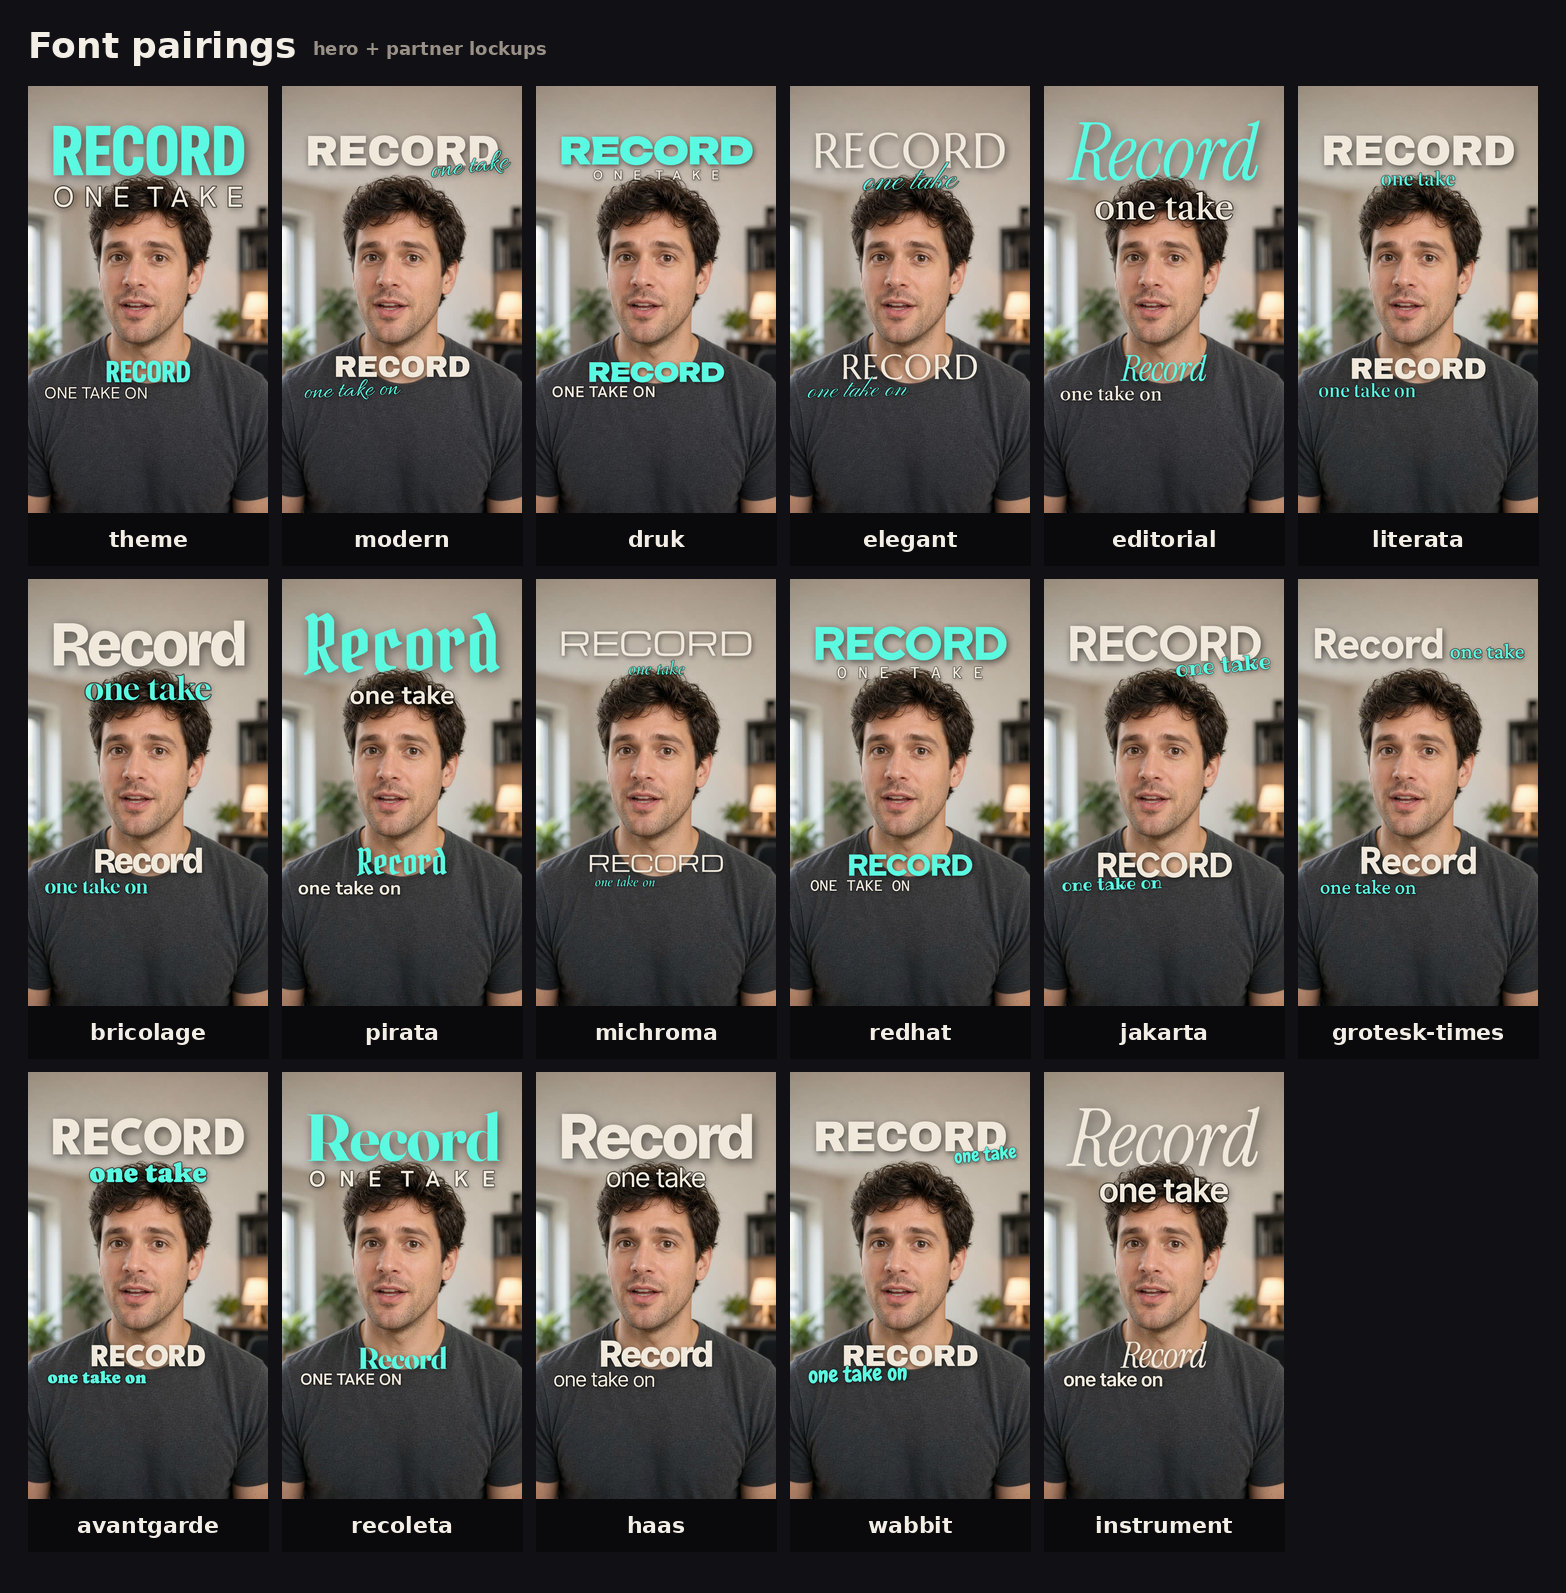 Font pairings hero + partner lockups
RECORD
ONE TAKE
RECORD
ONE TAKE ON
theme
RECORD
one take
RECORD
one take on
modern
RECORD
ONE TAKE
RECORD
ONE TAKE ON
druk
RECORD
one take
RECORD
one take on
elegant
Record
one take
Record
one take on
editorial
RECORD
one take
RECORD
one take on
literata
Record
one take
Record
one take on
bricolage
Record
one take
Record
one take on
pirata
RECORD
one take
RECORD
one take on
michroma
RECORD
ONE TAKE
RECORD
ONE TAKE ON
redhat
RECORD
one take
RECORD
one take on
jakarta
Record one take
Record
one take on
grotesk-times
RECORD
one take
RECORD
one take on
avantgarde
Record
ONE TAKE
Record
ONE TAKE ON
recoleta
Record
one take
Record
one take on
haas
RECORD
one take
RECORD
one take on
wabbit
Record
one take
Record
one take on
instrument